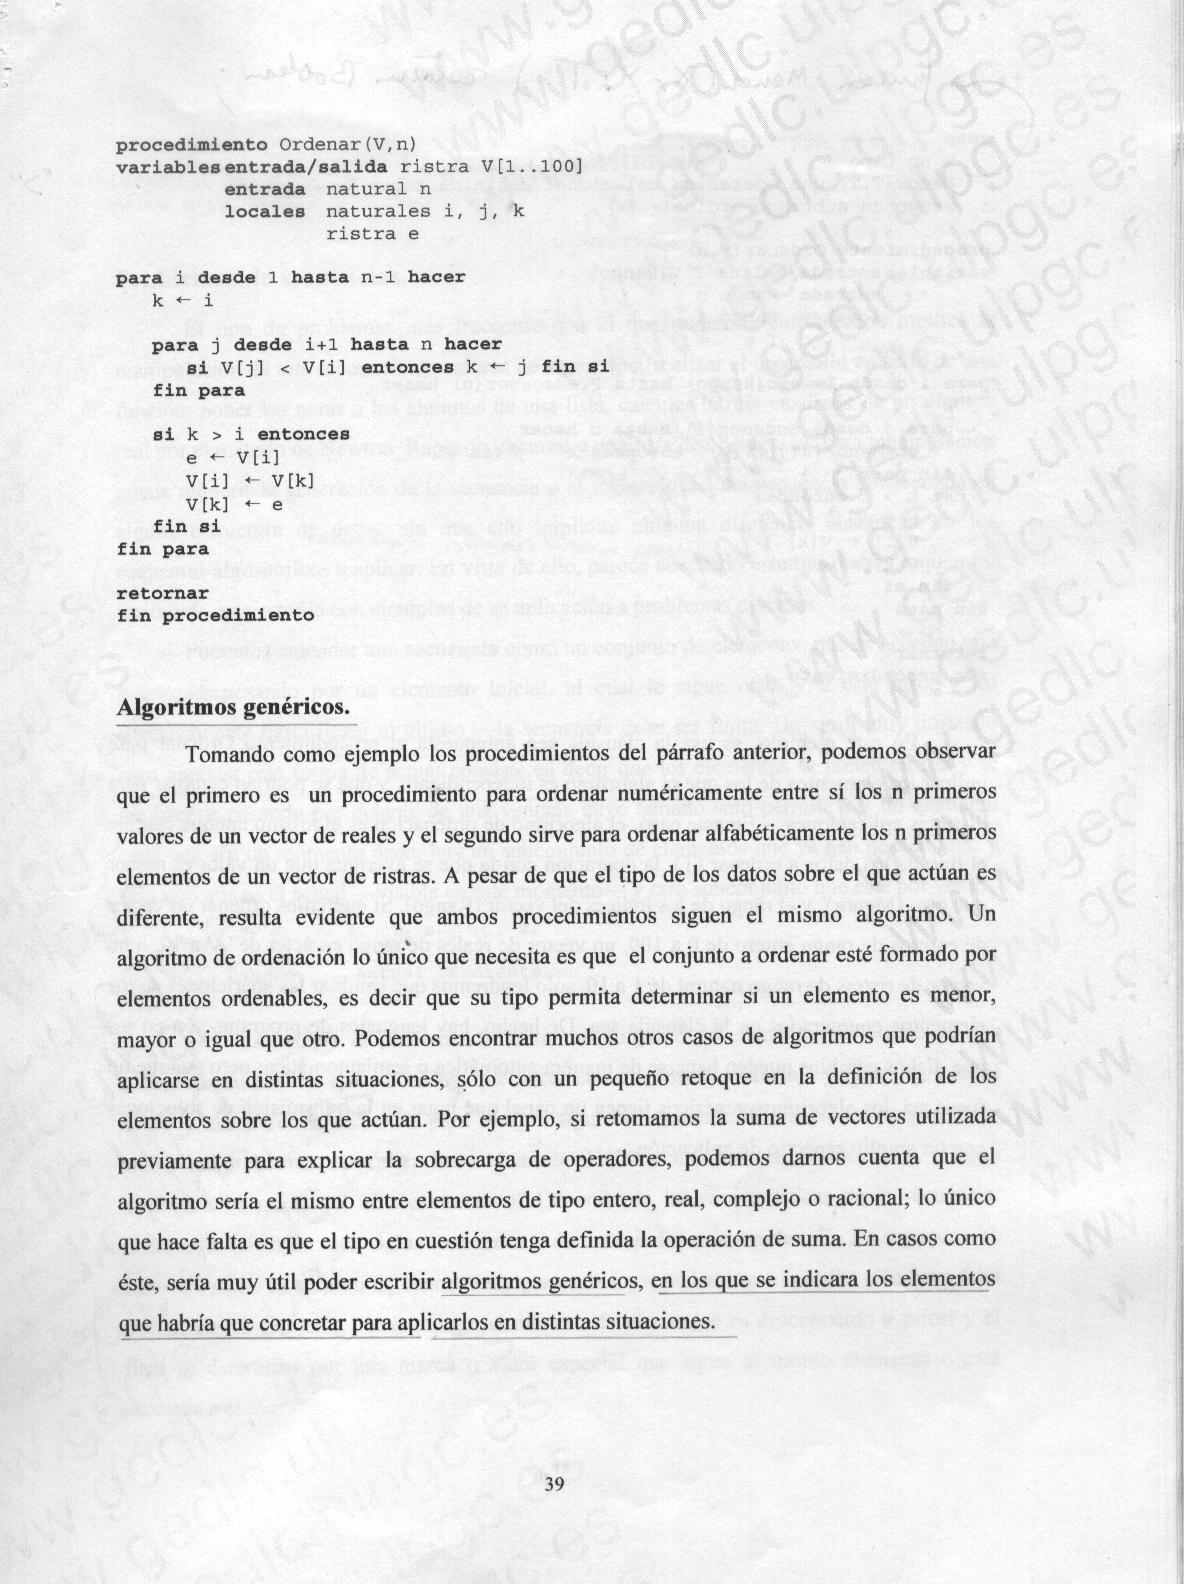 procedimiento Ordenar(V,n)
variables entrada/salida ristra V[1..100]
entrada natural n
locales naturales i, j, k
ristra e
para i desde 1 hasta n-1 hacer
k ← i
para j desde i+1 hasta n hacer
si V[j] < V[i] entonces k ← j fin si
fin para
si k > i entonces
e ← V[i]
V[i] ← V[k]
V[k] ← e
fin si
fin para
retornar
fin procedimiento
Algoritmos genéricos.
Tomando como ejemplo los procedimientos del párrafo anterior, podemos observar
que el primero es un procedimiento para ordenar numéricamente entre sí los n primeros
valores de un vector de reales y el segundo sirve para ordenar alfabéticamente los n primeros
elementos de un vector de ristras. A pesar de que el tipo de los datos sobre el que actúan es
diferente, resulta evidente que ambos procedimientos siguen el mismo algoritmo. Un
algoritmo de ordenación lo único que necesita es que el conjunto a ordenar esté formado por
elementos ordenables, es decir que su tipo permita determinar si un elemento es menor,
mayor o igual que otro. Podemos encontrar muchos otros casos de algoritmos que podrían
aplicarse en distintas situaciones, sólo con un pequeño retoque en la definición de los
elementos sobre los que actúan. Por ejemplo, si retomamos la suma de vectores utilizada
previamente para explicar la sobrecarga de operadores, podemos darnos cuenta que el
algoritmo sería el mismo entre elementos de tipo entero, real, complejo o racional; lo único
que hace falta es que el tipo en cuestión tenga definida la operación de suma. En casos como
éste, sería muy útil poder escribir algoritmos genéricos, en los que se indicara los elementos
que habría que concretar para aplicarlos en distintas situaciones.
39